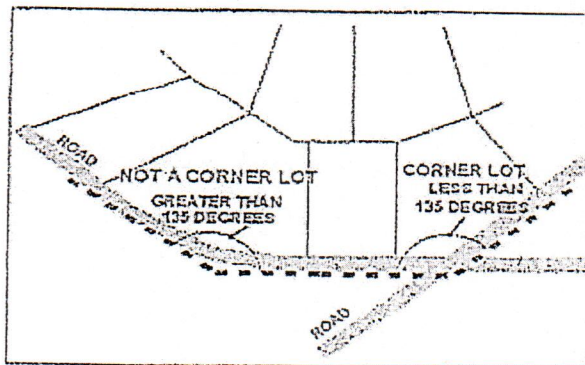 ROAD
NOT A CORNER LOT
GREATER THAN
135 DEGREES
CORNER LOT
LESS THAN
135 DEGREES
ROAD